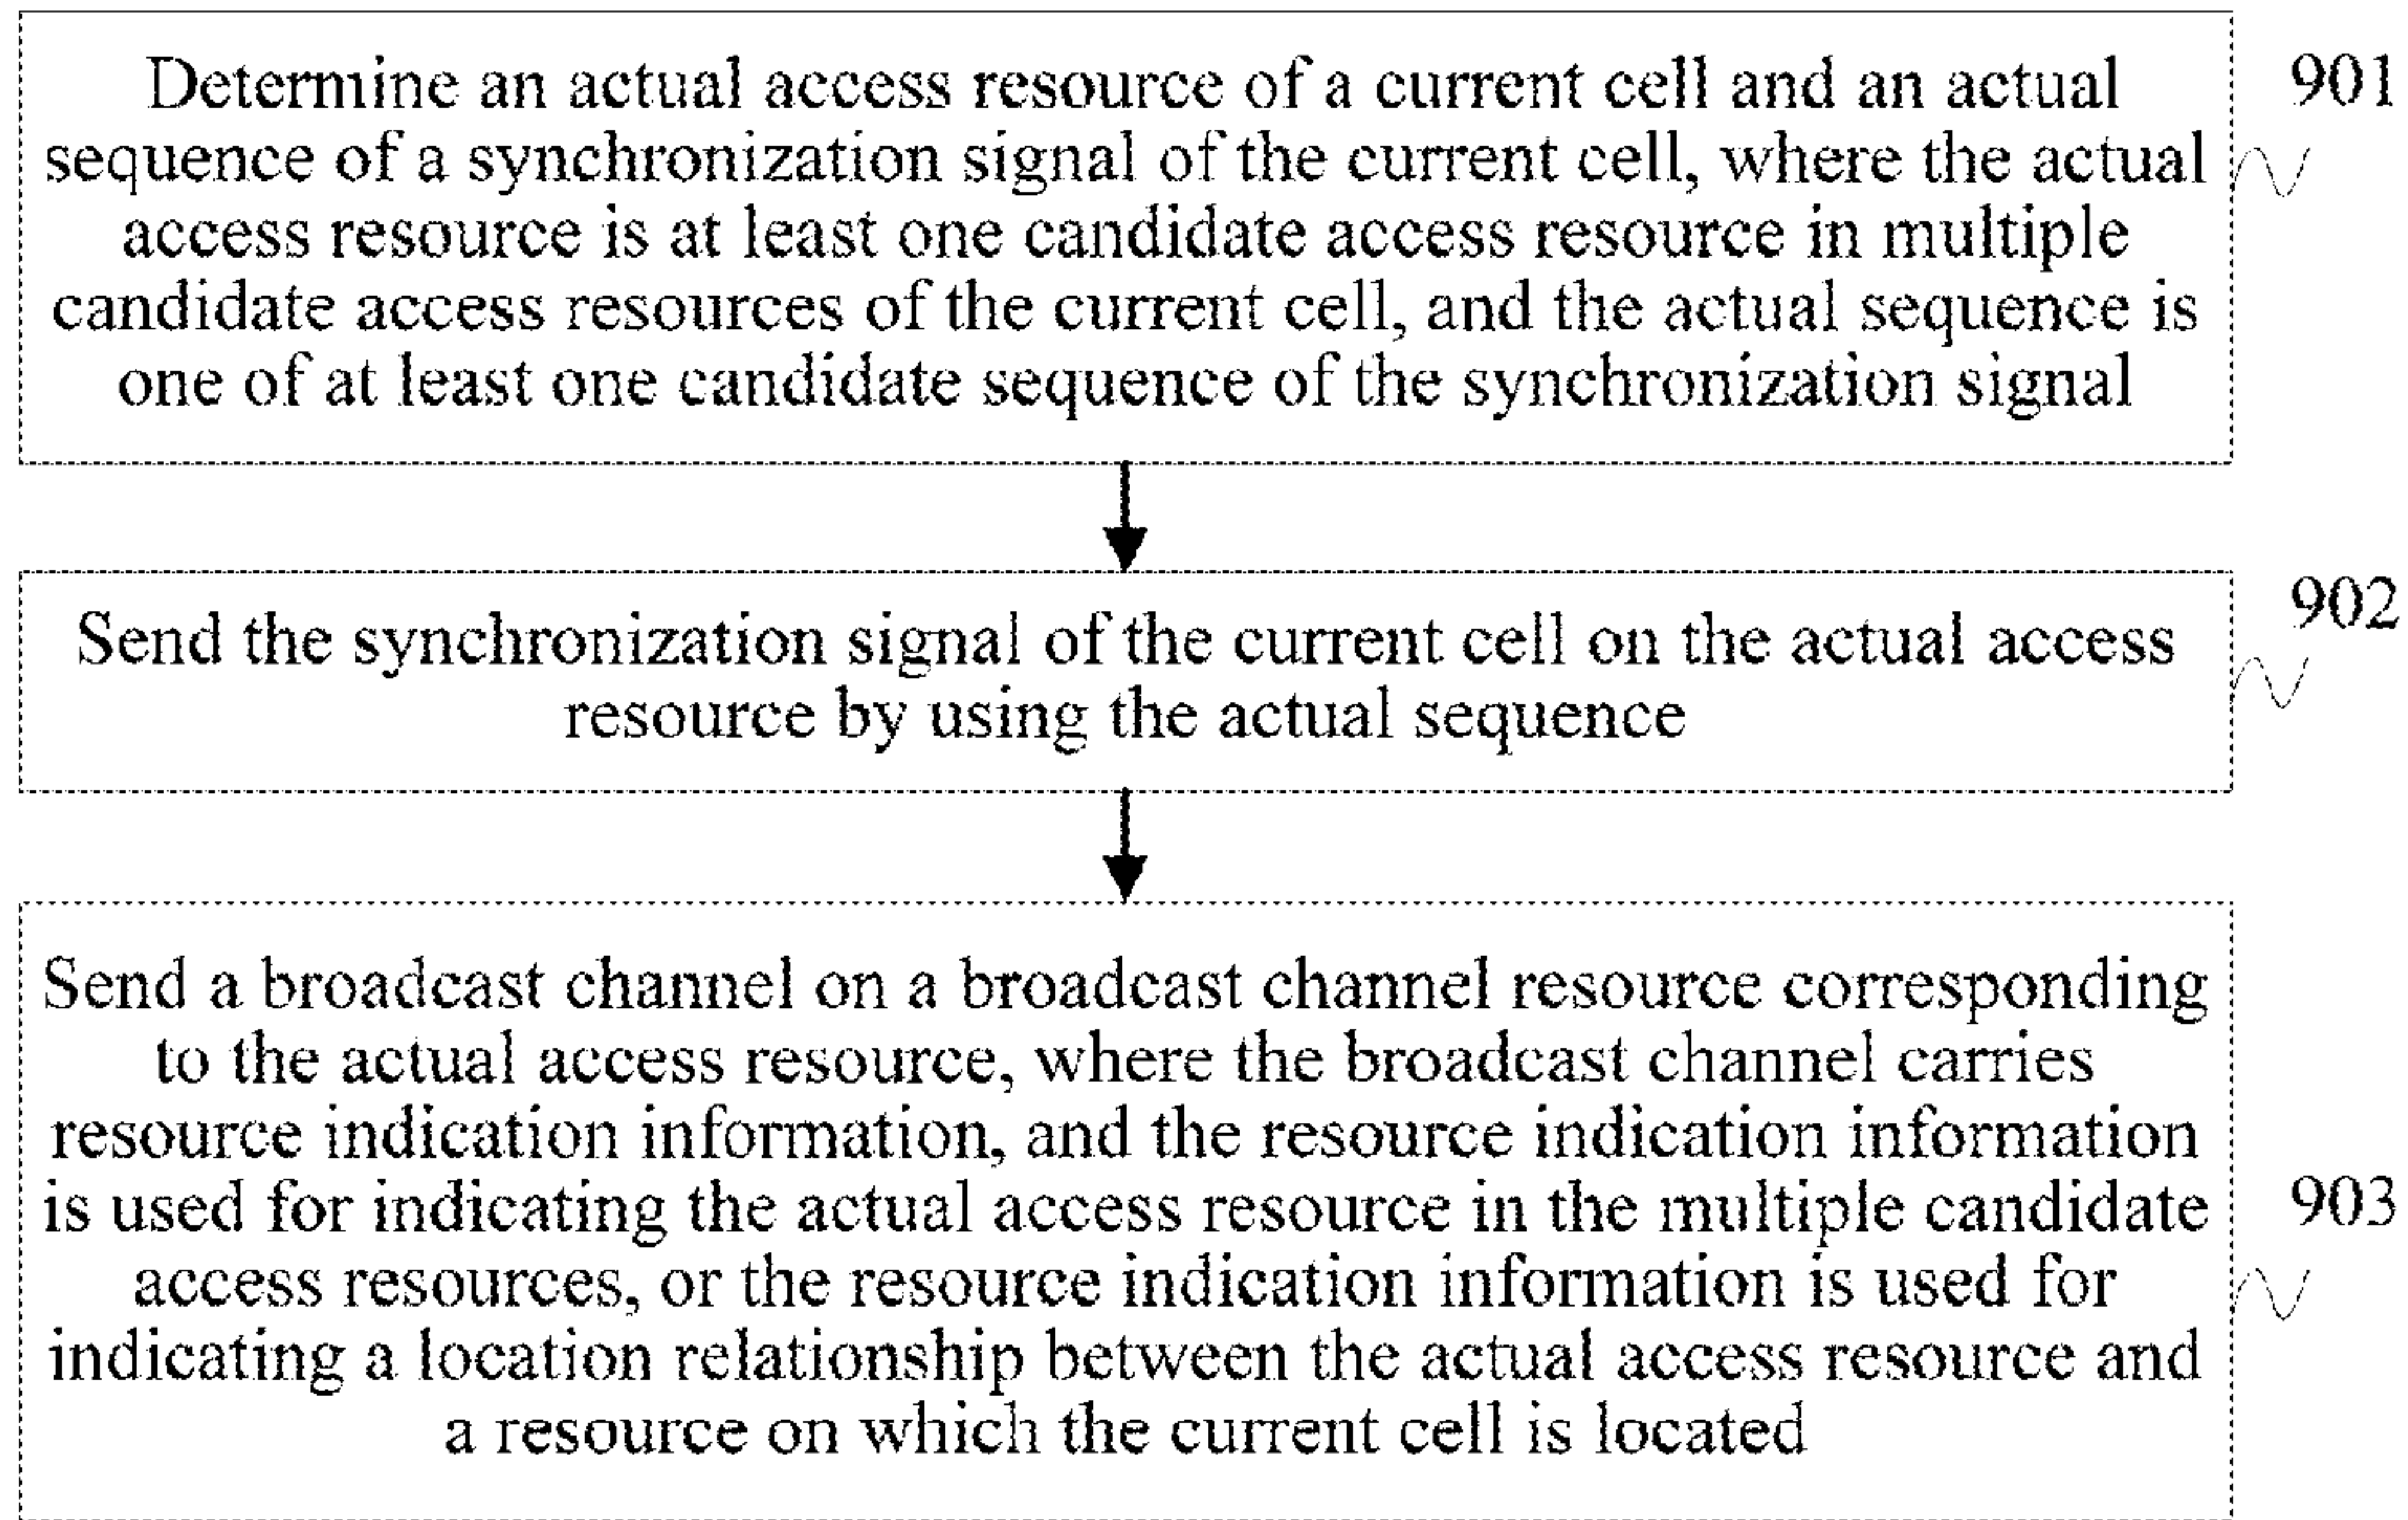 Determine an actual access resource of a current cell and an actual
sequence of a synchronization signal of the current cell, where the actual
access resource is at least one candidate access resource in multiple
candidate access resources of the current cell, and the actual sequence is
one of at least one candidate sequence of the synchronization signal
901
Send the synchronization signal of the current cell on the actual access
resource by using the actual sequence
902
Send a broadcast channel on a broadcast channel resource corresponding
to the actual access resource, where the broadcast channel carries
resource indication information, and the resource indication information
is used for indicating the actual access resource in the multiple candidate
access resources, or the resource indication information is used for
indicating a location relationship between the actual access resource and
a resource on which the current cell is located
903